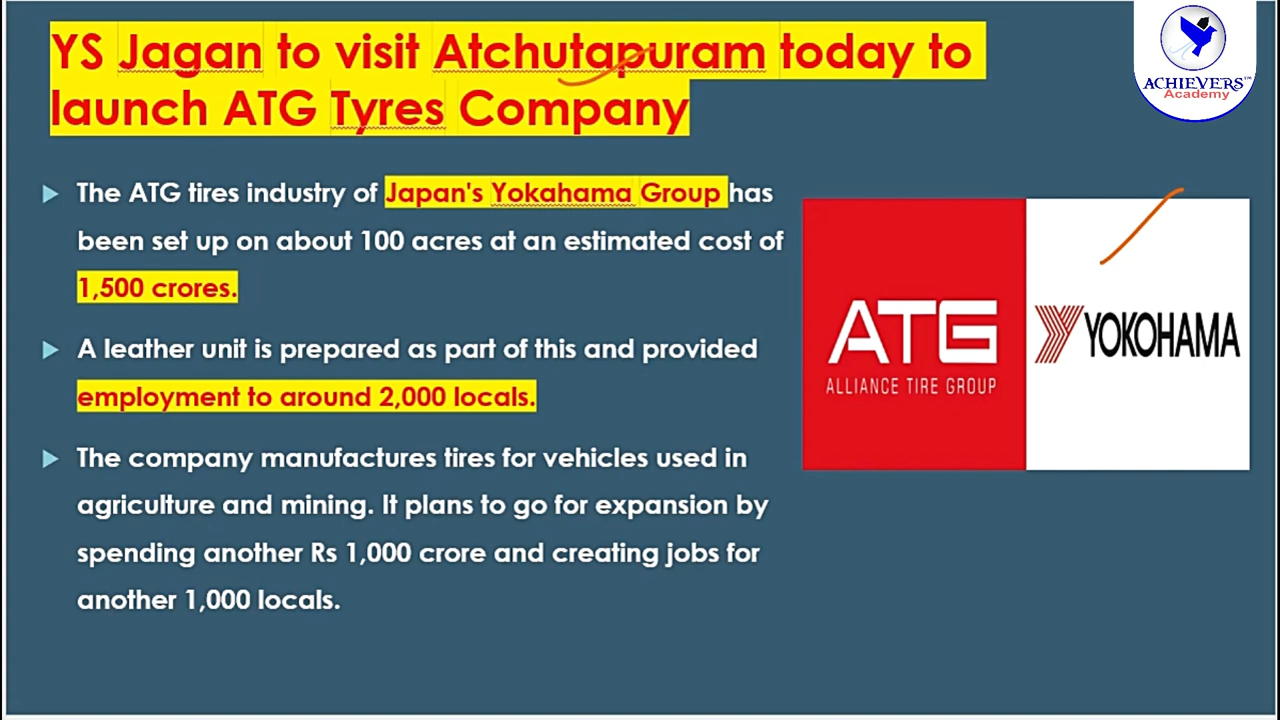 YS Jagan to visit Atchutapuram today to
launch ATG Tyres Company
ACHIEVERS™
Academy
The ATG tires industry of Japan's Yokahama Group has
been set up on about 100 acres at an estimated cost of
1,500 crores.
A leather unit is prepared as part of this and provided
employment to around 2,000 locals.
The company manufactures tires for vehicles used in
agriculture and mining. It plans to go for expansion by
spending another Rs 1,000 crore and creating jobs for
another 1,000 locals.
ATG
ALLIANCE TIRE GROUP
YOKOHAMA